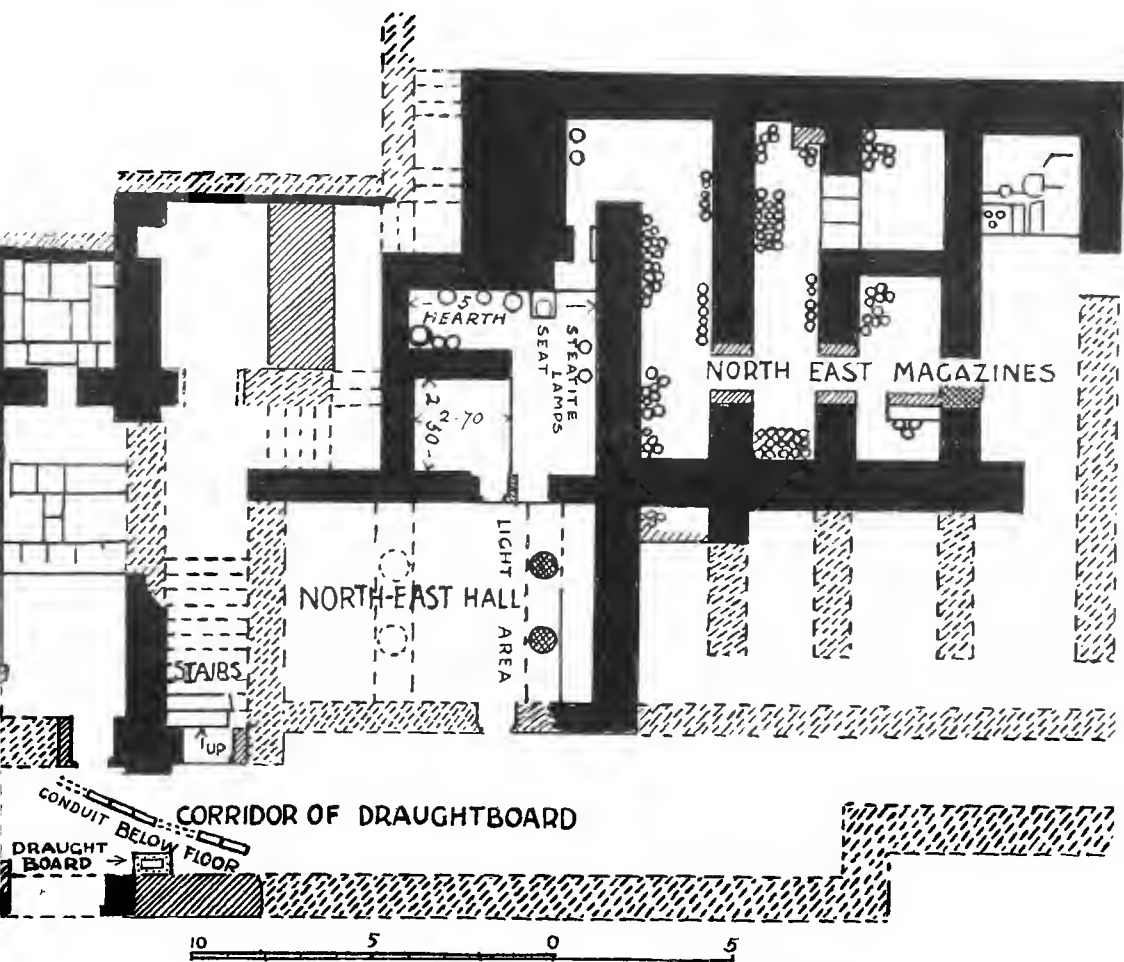 5
HEARTH
SEAT
STEATITE
LAMPS
NORTH EAST MAGAZINES
2·70
2·50
LIGHT AREA
NORTH-EAST HALL
STAIRS
UP
CORRIDOR OF DRAUGHTBOARD
CONDUIT BELOW FLOOR
DRAUGHT
BOARD
10 5 0 5